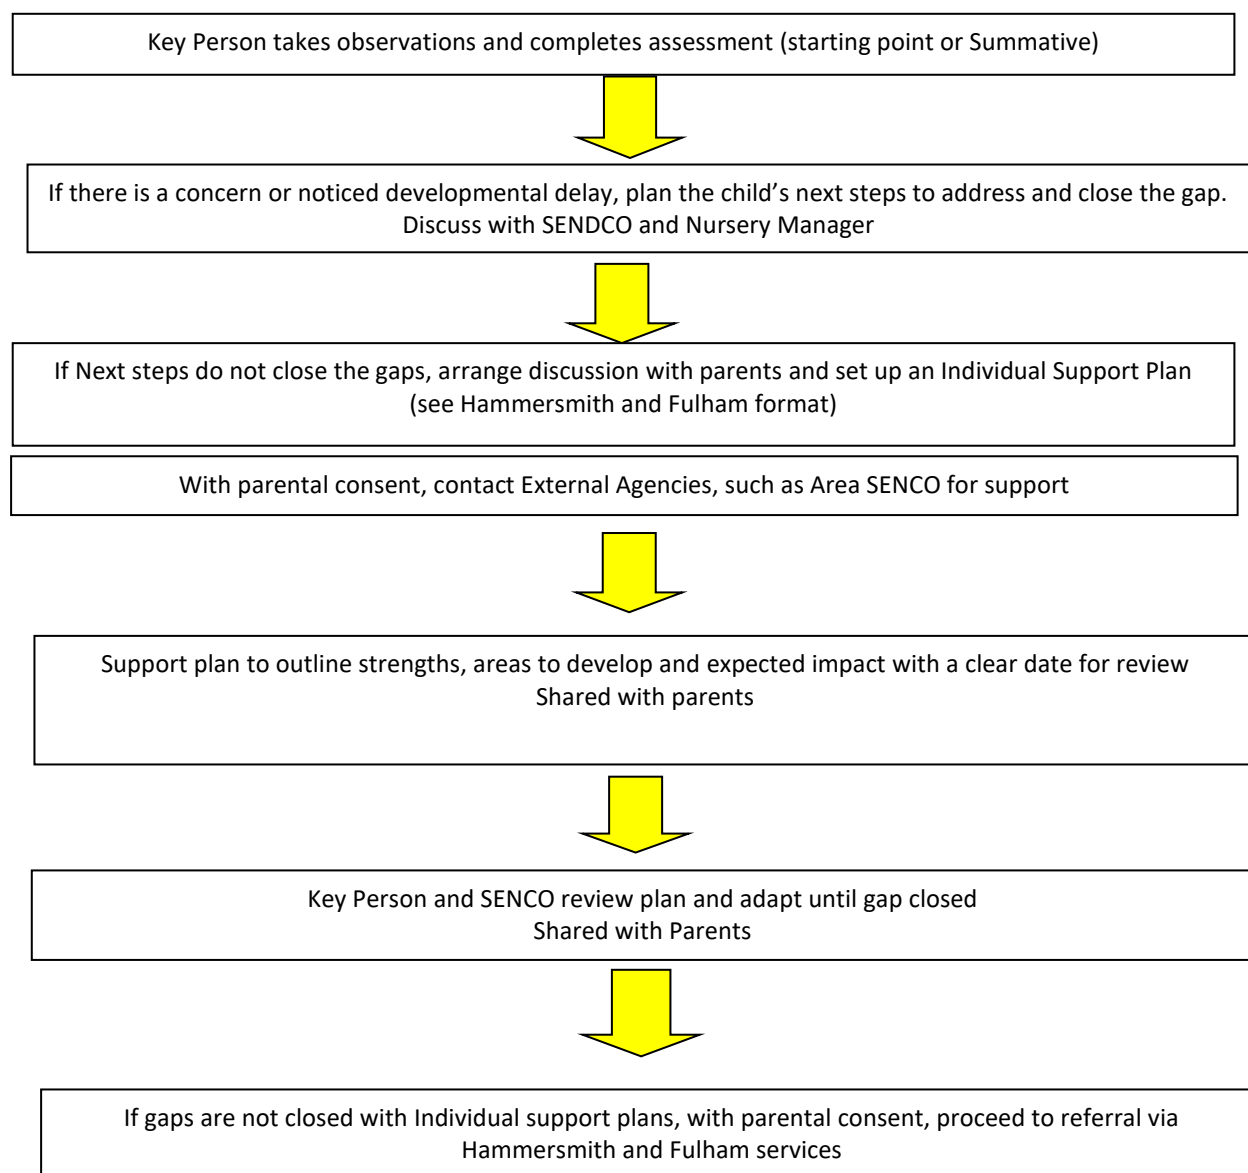 Key Person takes observations and completes assessment (starting point or Summative)
If there is a concern or noticed developmental delay, plan the child’s next steps to address and close the gap.
Discuss with SENDCO and Nursery Manager
If Next steps do not close the gaps, arrange discussion with parents and set up an Individual Support Plan
(see Hammersmith and Fulham format)
With parental consent, contact External Agencies, such as Area SENCO for support
Support plan to outline strengths, areas to develop and expected impact with a clear date for review
Shared with parents
Key Person and SENCO review plan and adapt until gap closed
Shared with Parents
If gaps are not closed with Individual support plans, with parental consent, proceed to referral via
Hammersmith and Fulham services